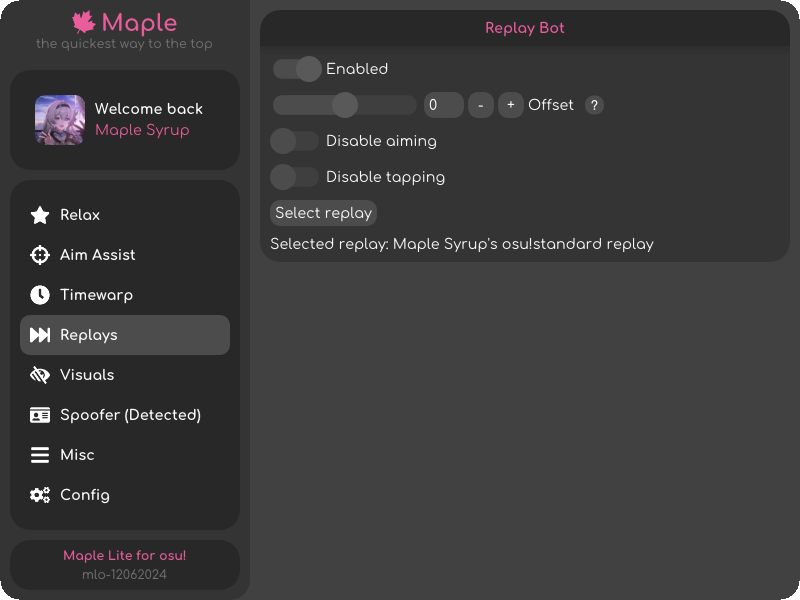 Maple
the quickest way to the top
Welcome back
Maple Syrup
Relax
Aim Assist
Timewarp
Replays
Visuals
Spoofer (Detected)
Misc
Config
Maple Lite for osu!
mlo-12062024
Replay Bot
Enabled
0 - + Offset ?
Disable aiming
Disable tapping
Select replay
Selected replay: Maple Syrup's osu!standard replay